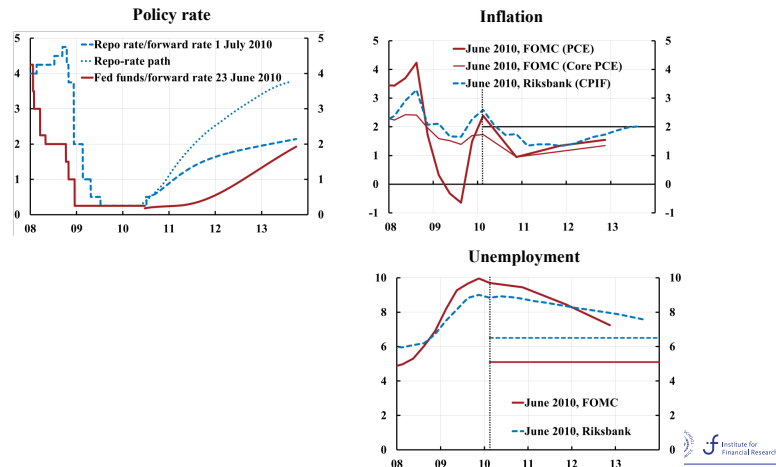 Policy rate
5
4
3
2
1
0
Repo rate/forward rate 1 July 2010
Repo-rate path
Fed funds/forward rate 23 June 2010
5
4
3
2
1
0
08 09 10 11 12 13
Inflation
5
4
3
2
1
0
-1
June 2010, FOMC (PCE)
June 2010, FOMC (Core PCE)
June 2010, Riksbank (CPIF)
5
4
3
2
1
0
-1
08 09 10 11 12 13
Unemployment
10
8
6
4
2
0
June 2010, FOMC
June 2010, Riksbank
10
8
6
4
2
0
08 09 10 11 12 13
if Institute for
Financial Research